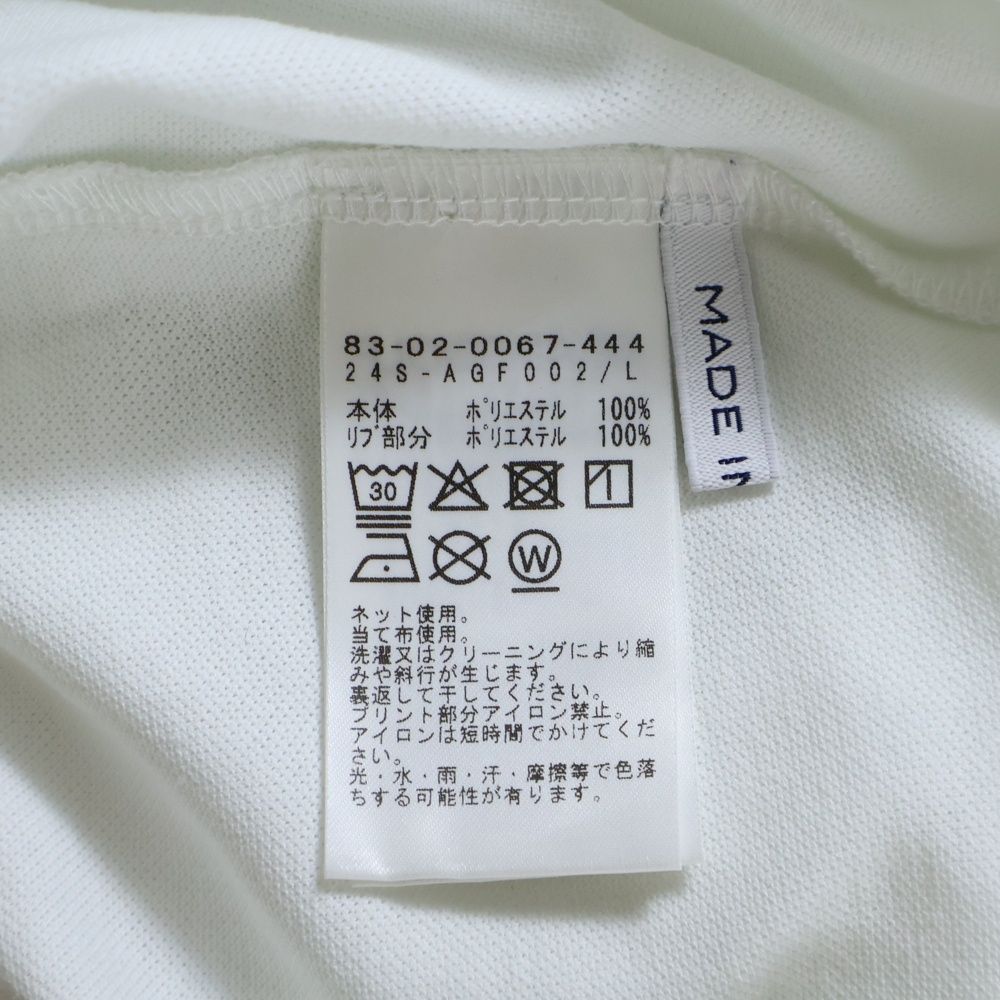 83-02-0067-444
24S-AGF002/L
本体 ポリエステル 100%
リブ部分 ポリエステル 100%
30
W
ネット使用。
当て布使用。
洗濯又はクリーニングにより縮
みや斜行が生じます。
裏返して干してください。
プリント部分アイロン禁止。
アイロンは短時間でかけてくだ
さい。
光・水・雨・汗・摩擦等で色落
ちする可能性が有ります。
MADE IN